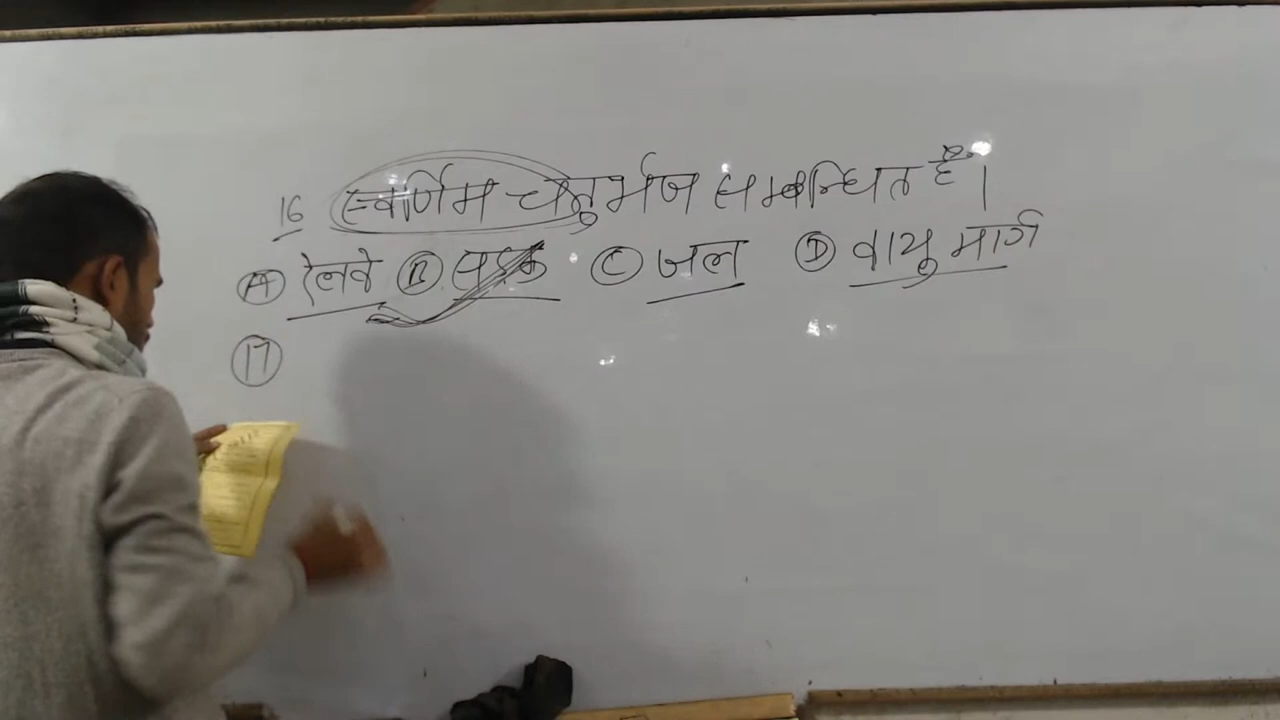 16 स्वर्णिम चतुर्भुज सम्बन्धित है।
(A) रेलवे (B) सड़क (C) जल (D) वायु मार्ग
(17)